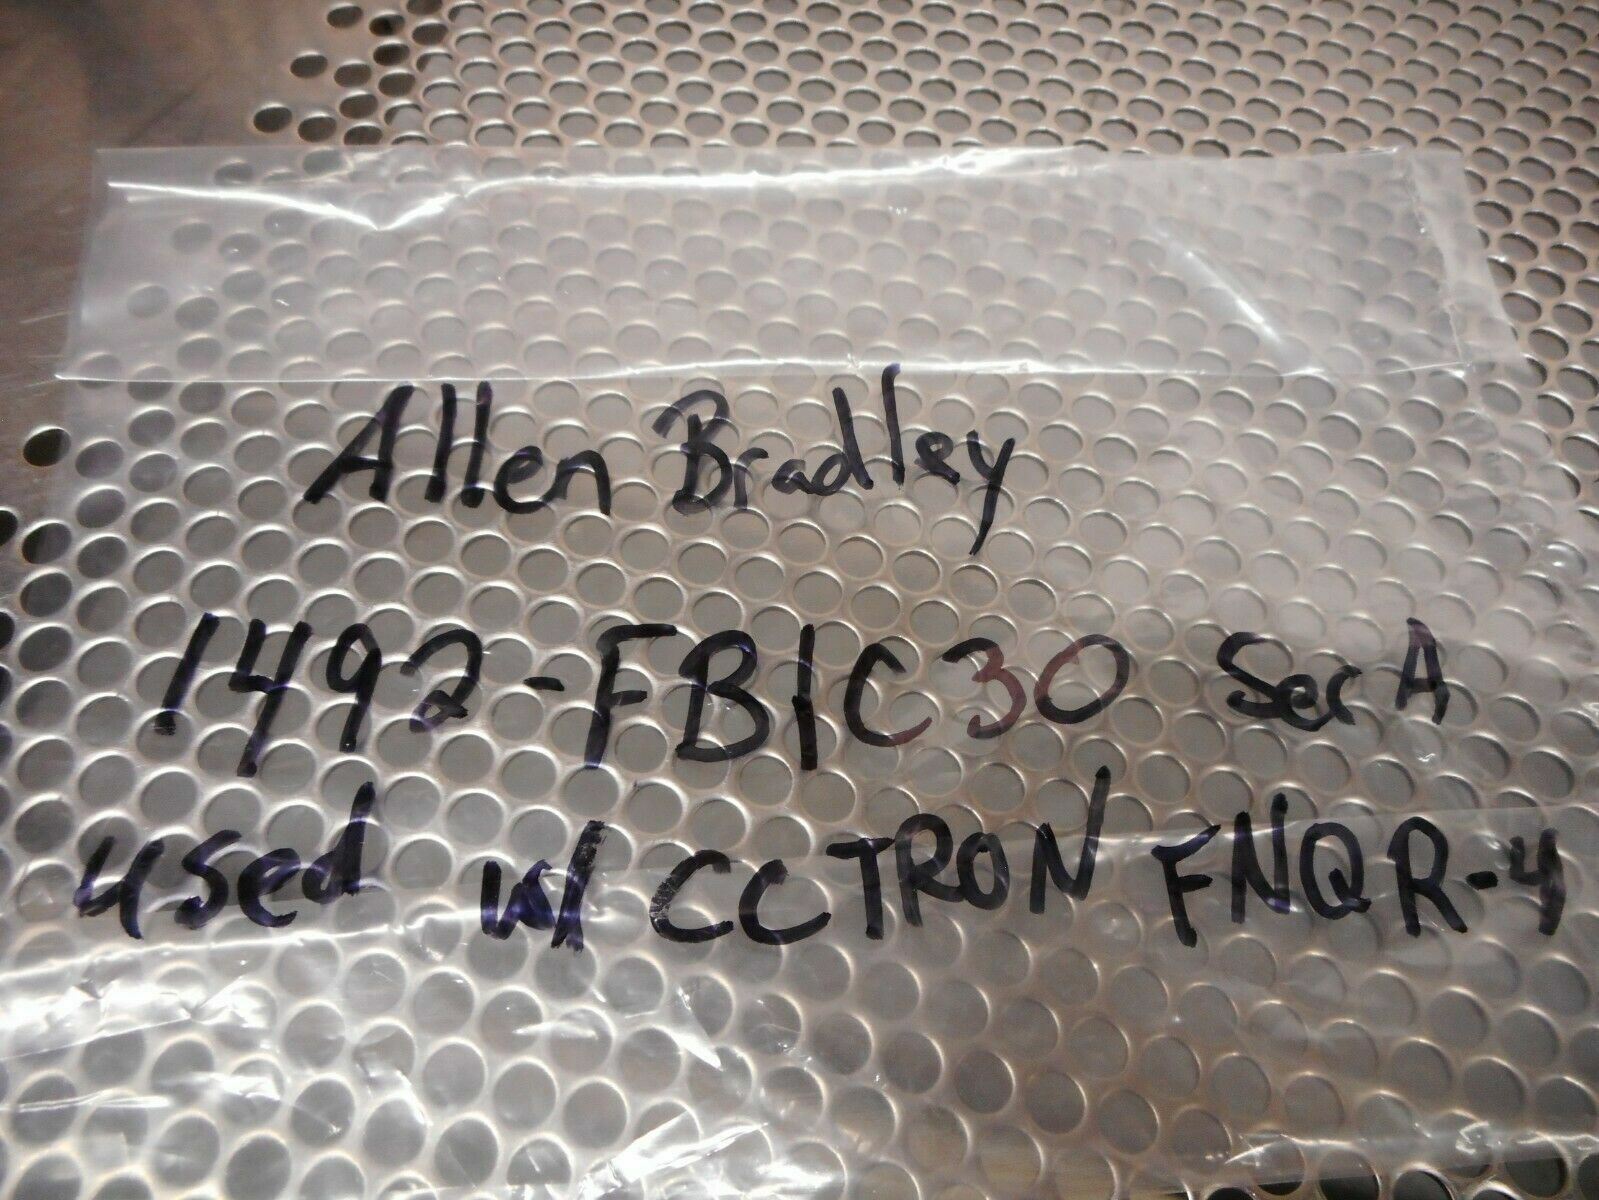 Allen Bradley
1492-FB1C30 Ser A
used w/ CCTRON FNQR-4